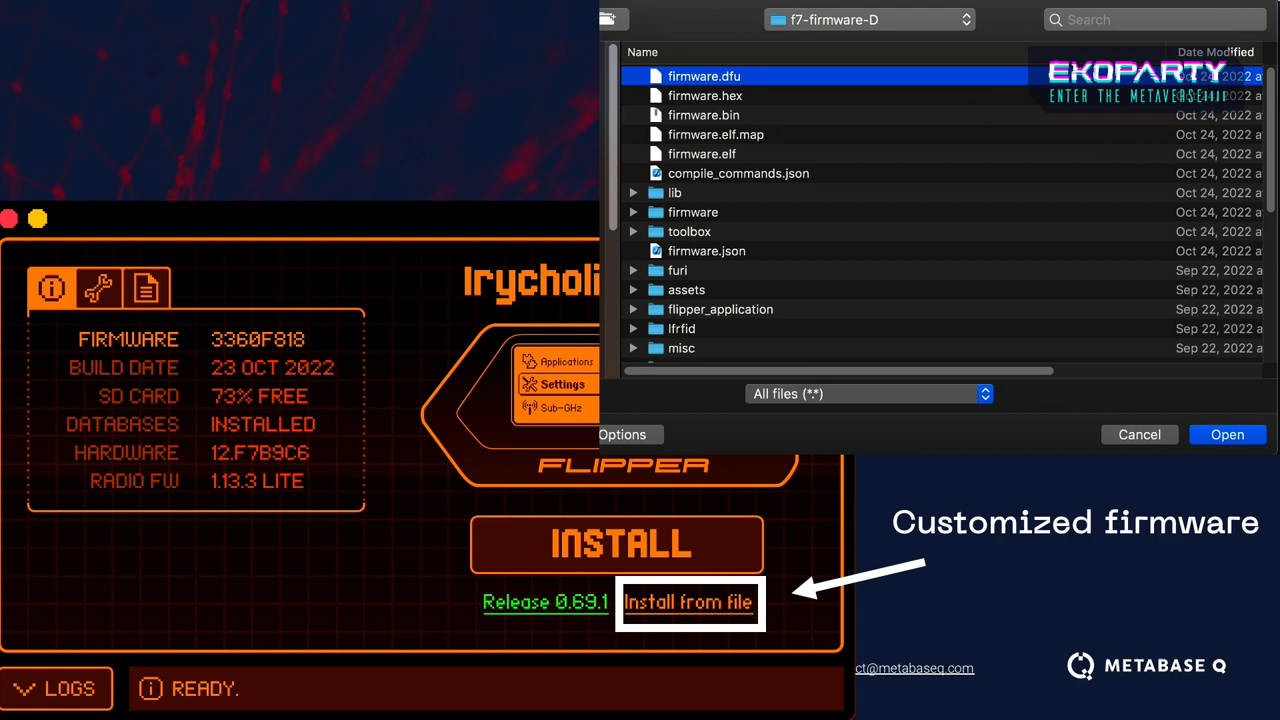 f7-firmware-D
Search
Name
Date Modified
firmware.dfu
firmware.hex
firmware.bin
Oct 24, 2022 a
firmware.elf.map
Oct 24, 2022 a
firmware.elf
Oct 24, 2022 a
compile_commands.json
Oct 24, 2022 a
lib
Oct 24, 2022 a
firmware
Oct 24, 2022 a
toolbox
Oct 24, 2022 a
firmware.json
Oct 24, 2022 a
furi
Sep 22, 2022 a
assets
Sep 22, 2022 a
flipper_application
Sep 22, 2022 a
lfrfid
Sep 22, 2022 a
misc
Sep 22, 2022 a
All files (*.*)
Options
Cancel
Open
EKOPARTY
ENTER THE METAVERSE
Irycholi
FIRMWARE 3360F818
BUILD DATE 23 OCT 2022
SD CARD 73% FREE
DATABASES INSTALLED
HARDWARE 12.F7B9C6
RADIO FW 1.13.3 LITE
Applications
Settings
Sub-GHz
FLIPPER
INSTALL
Release 0.69.1
Install from file
Customized firmware
LOGS
READY.
ct@metabaseq.com
METABASE Q